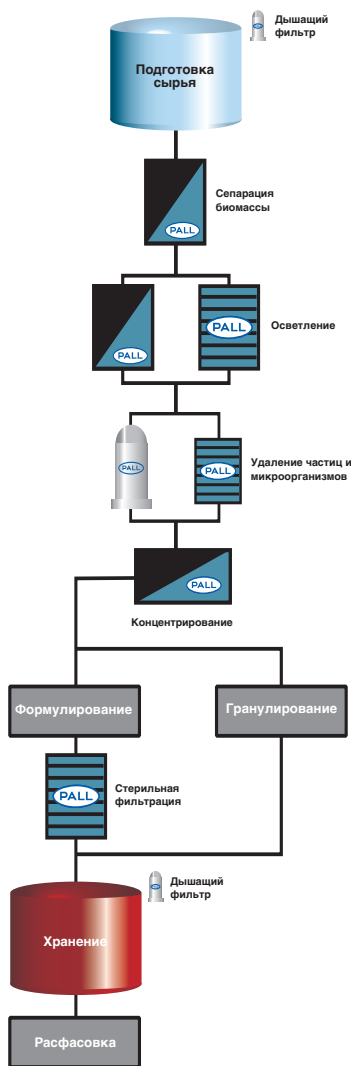 Дышащий
фильтр
Подготовка
сырья
Сепарация
биомассы
PALL
PALL
PALL
Осветление
PALL
PALL
Удаление частиц и
микроорганизмов
PALL
Концентрирование
Формулирование
Гранулирование
PALL
Стерильная
фильтрация
Дышащий
фильтр
Хранение
Расфасовка